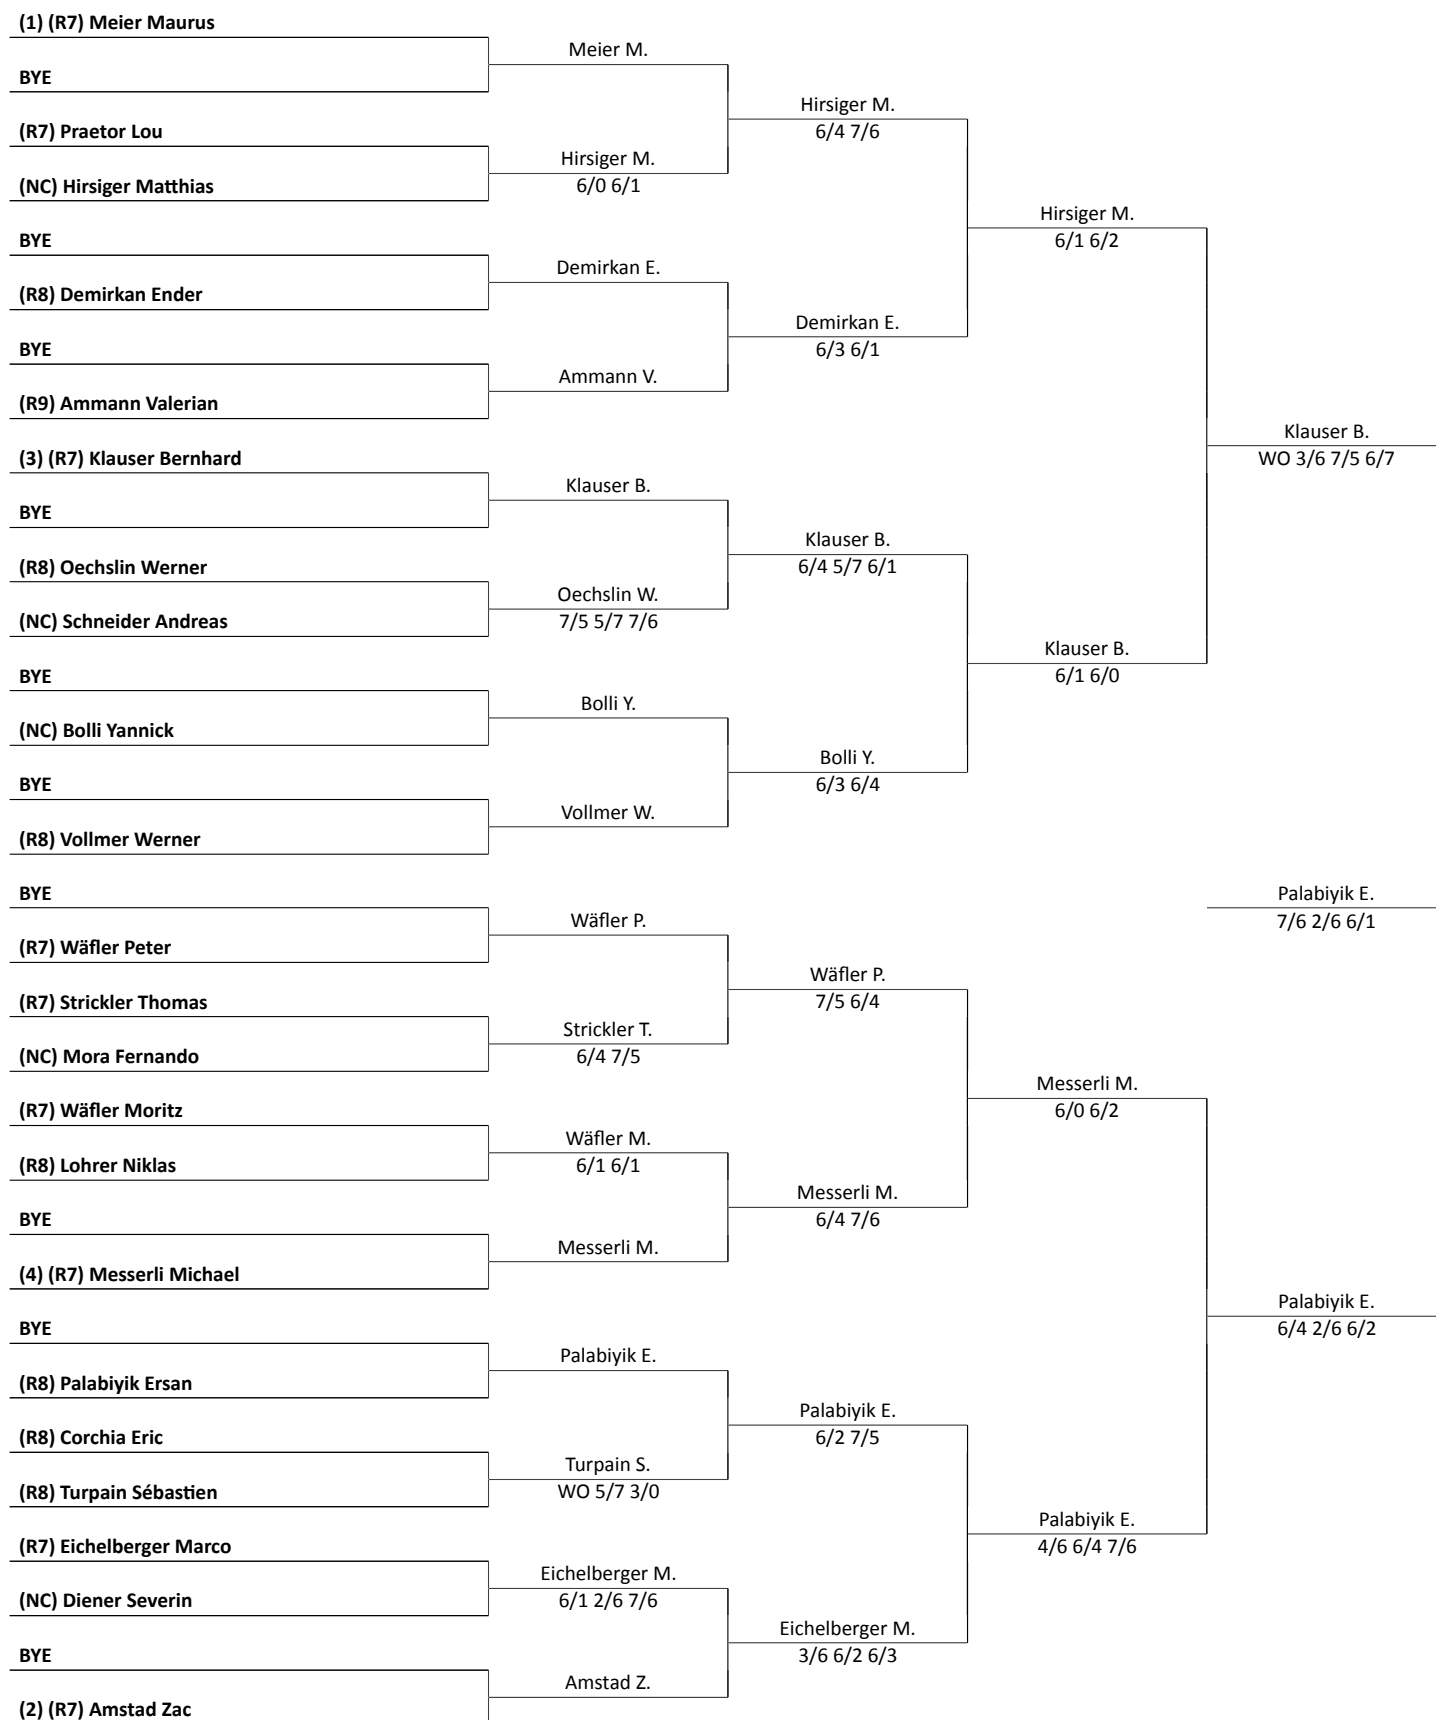 (1) (R7) Meier Maurus
BYE
(R7) Praetor Lou
(NC) Hirsiger Matthias
BYE
(R8) Demirkan Ender
BYE
(R9) Ammann Valerian
(3) (R7) Klauser Bernhard
BYE
(R8) Oechslin Werner
(NC) Schneider Andreas
BYE
(NC) Bolli Yannick
BYE
(R8) Vollmer Werner
BYE
(R7) Wäfler Peter
(R7) Strickler Thomas
(NC) Mora Fernando
(R7) Wäfler Moritz
(R8) Lohrer Niklas
BYE
(4) (R7) Messerli Michael
BYE
(R8) Palabiyik Ersan
(R8) Corchia Eric
(R8) Turpain Sébastien
(R7) Eichelberger Marco
(NC) Diener Severin
BYE
(2) (R7) Amstad Zac
Meier M.
Hirsiger M.
6/0 6/1
Demirkan E.
Ammann V.
Klauser B.
Oechslin W.
7/5 5/7 7/6
Bolli Y.
Vollmer W.
Wäfler P.
Strickler T.
6/4 7/5
Wäfler M.
6/1 6/1
Messerli M.
Palabiyik E.
Turpain S.
WO 5/7 3/0
Eichelberger M.
6/1 2/6 7/6
Amstad Z.
Hirsiger M.
6/4 7/6
Demirkan E.
6/3 6/1
Klauser B.
6/4 5/7 6/1
Bolli Y.
6/3 6/4
Wäfler P.
7/5 6/4
Messerli M.
6/4 7/6
Palabiyik E.
6/2 7/5
Eichelberger M.
3/6 6/2 6/3
Hirsiger M.
6/1 6/2
Klauser B.
6/1 6/0
Messerli M.
6/0 6/2
Palabiyik E.
4/6 6/4 7/6
Klauser B.
WO 3/6 7/5 6/7
Palabiyik E.
7/6 2/6 6/1
Palabiyik E.
6/4 2/6 6/2